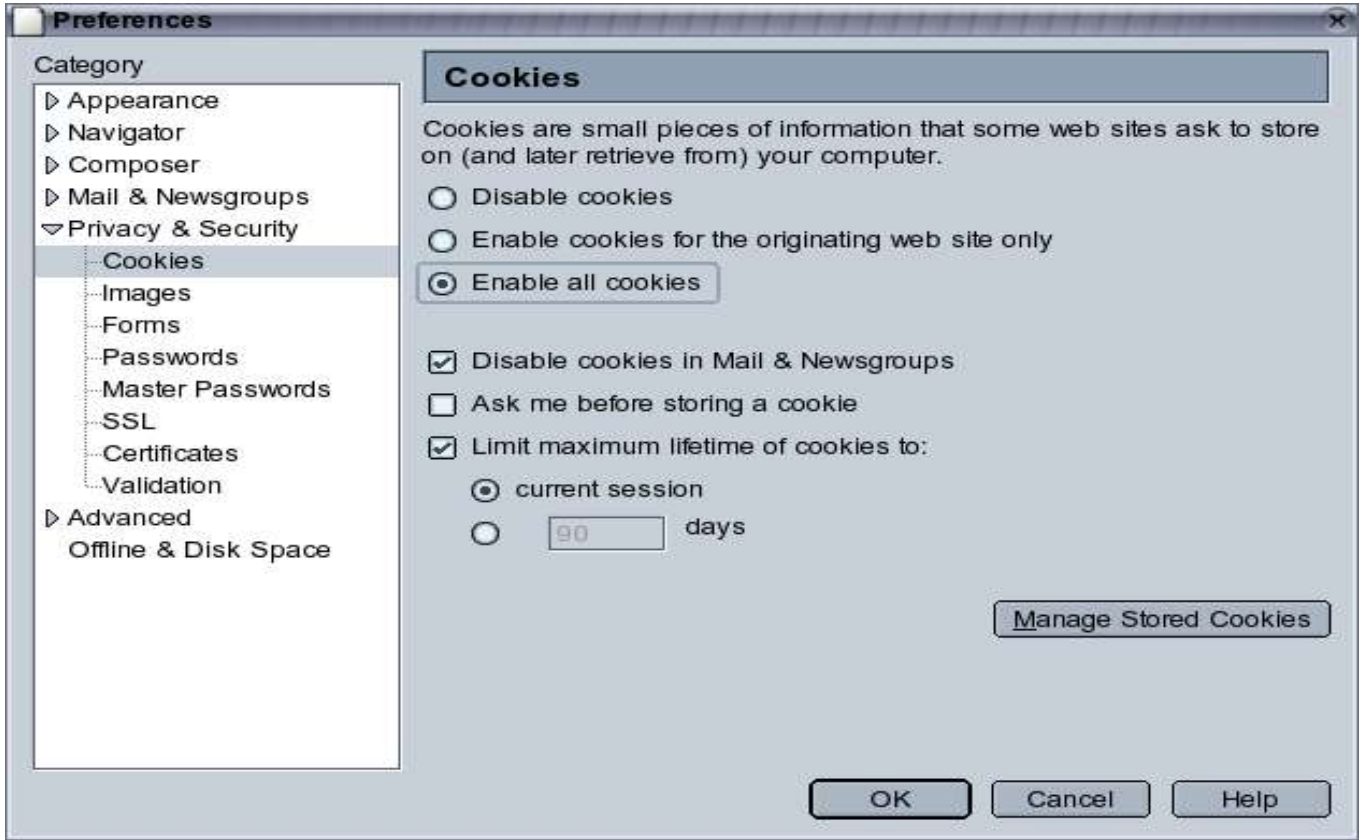 Preferences
Category
Appearance
Navigator
Composer
Mail & Newsgroups
Privacy & Security
Cookies
Images
Forms
Passwords
Master Passwords
SSL
Certificates
Validation
Advanced
Offline & Disk Space
Cookies
Cookies are small pieces of information that some web sites ask to store
on (and later retrieve from) your computer.
Disable cookies
Enable cookies for the originating web site only
Enable all cookies
Disable cookies in Mail & Newsgroups
Ask me before storing a cookie
Limit maximum lifetime of cookies to:
current session
90 days
Manage Stored Cookies
OK Cancel Help